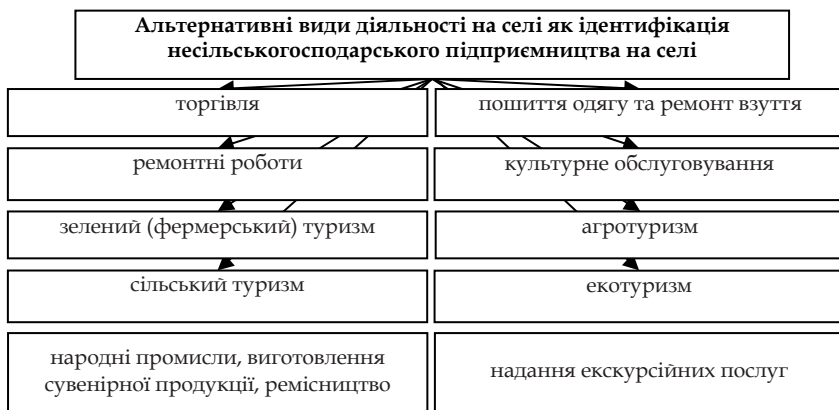 Альтернативні види діяльності на селі як ідентифікація
несільськогосподарського підприємництва на селі
торгівля
пошиття одягу та ремонт взуття
ремонтні роботи
культурне обслуговування
зелений (фермерський) туризм
агротуризм
сільський туризм
екотуризм
народні промисли, виготовлення
сувенірної продукції, ремісництво
надання екскурсійних послуг